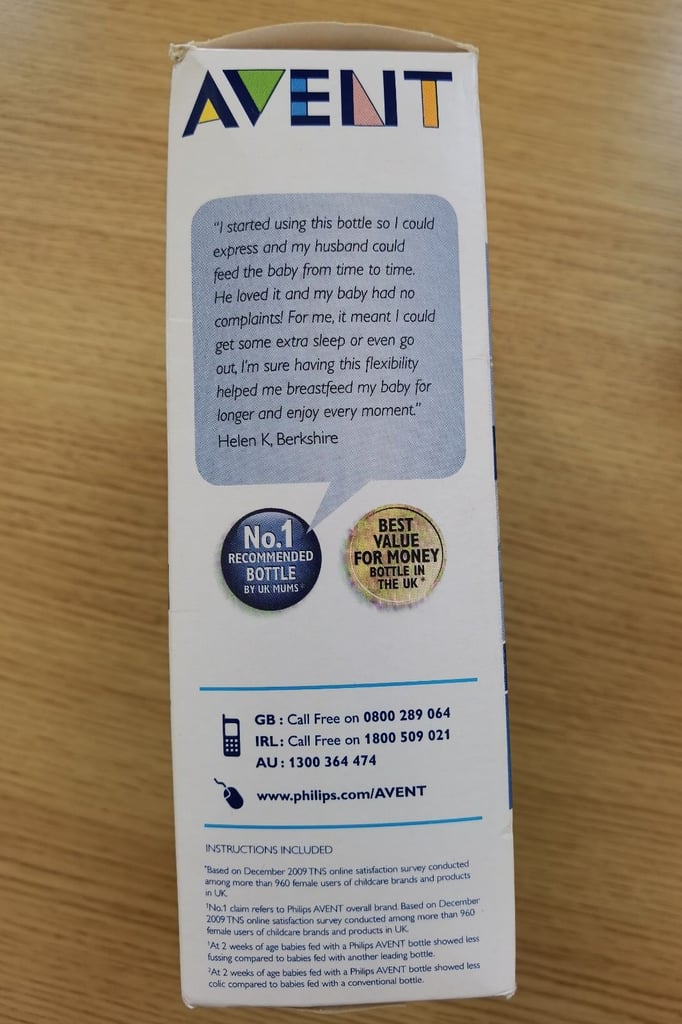 AVENT
"I started using this bottle so I could
express and my husband could
feed the baby from time to time.
He loved it and my baby had no
complaints! For me, it meant I could
get some extra sleep or even go
out, I'm sure having this flexibility
helped me breastfeed my baby for
longer and enjoy every moment."
Helen K, Berkshire
No.1
RECOMMENDED
BOTTLE
BY UK MUMS*
BEST
VALUE
FOR MONEY
BOTTLE IN
THE UK*
GB : Call Free on 0800 289 064
IRL : Call Free on 1800 509 021
AU : 1300 364 474
www.philips.com/AVENT
INSTRUCTIONS INCLUDED
*Based on December 2009 TNS online satisfaction survey conducted
among more than 960 female users of childcare brands and products
in UK.
†No.1 claim refers to Philips AVENT overall brand. Based on December
2009 TNS online satisfaction survey conducted among more than 960
female users of childcare brands and products in UK.
¹At 2 weeks of age babies fed with a Philips AVENT bottle showed less
fussing compared to babies fed with another leading bottle.
²At 2 weeks of age babies fed with a Philips AVENT bottle showed less
colic compared to babies fed with a conventional bottle.